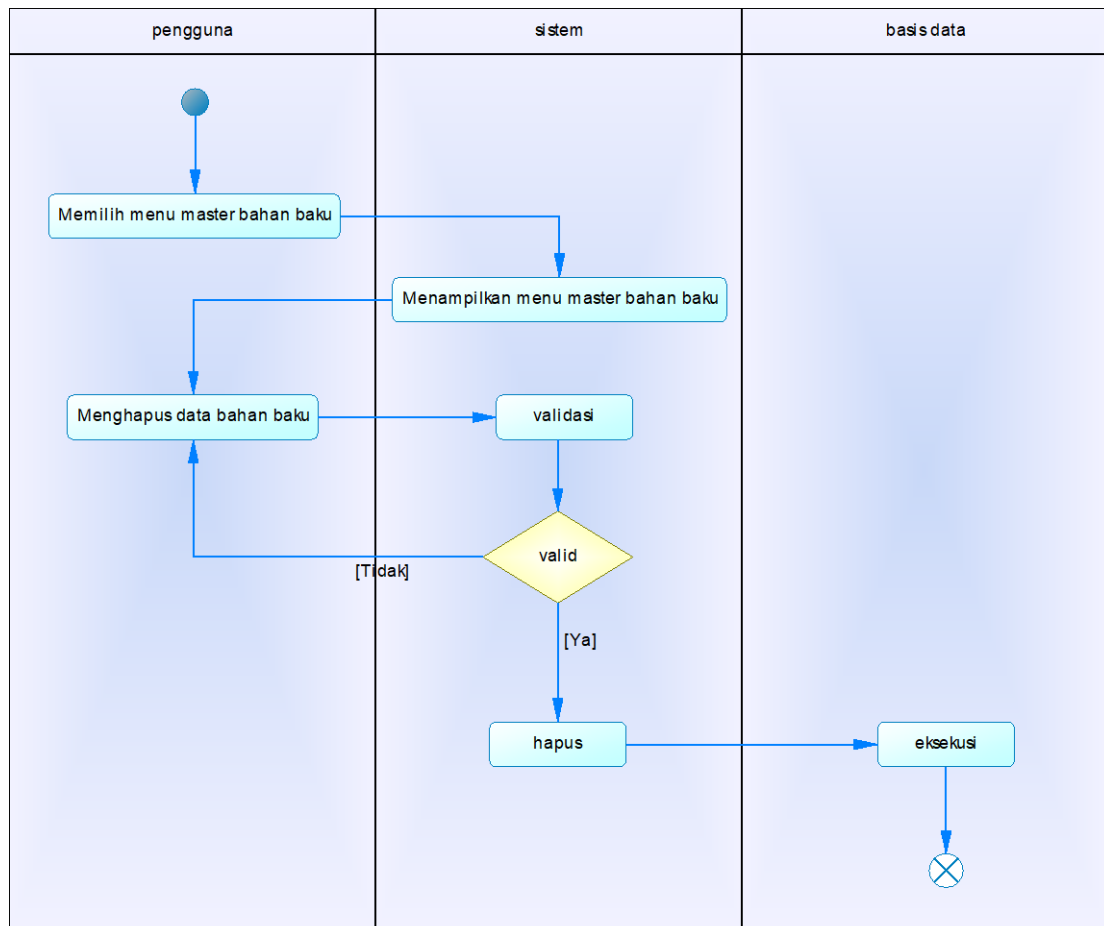 pengguna
sistem
basis data
Memilih menu master bahan baku
Menampilkan menu master bahan baku
Menghapus data bahan baku
validasi
valid
[Tidak]
[Ya]
hapus
eksekusi